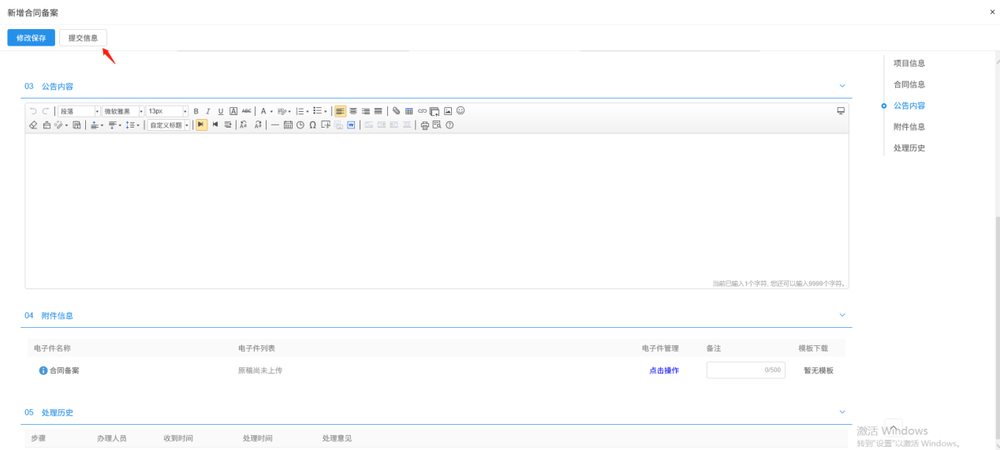 新增合同备案
×
修改保存 提交信息
项目信息
合同信息
公告内容
附件信息
处理历史
03 公告内容
段落 微软雅黑 13px B I U A ABC A
自定义标题
当前已输入1个字符, 您还可以输入9999个字符。
04 附件信息
电子件名称 电子件列表 电子件管理 备注 模板下载
合同备案 原稿尚未上传 点击操作 0/500 暂无模板
05 处理历史
步骤 办理人员 收到时间 处理时间 处理意见
激活 Windows
转到"设置"以激活 Windows。